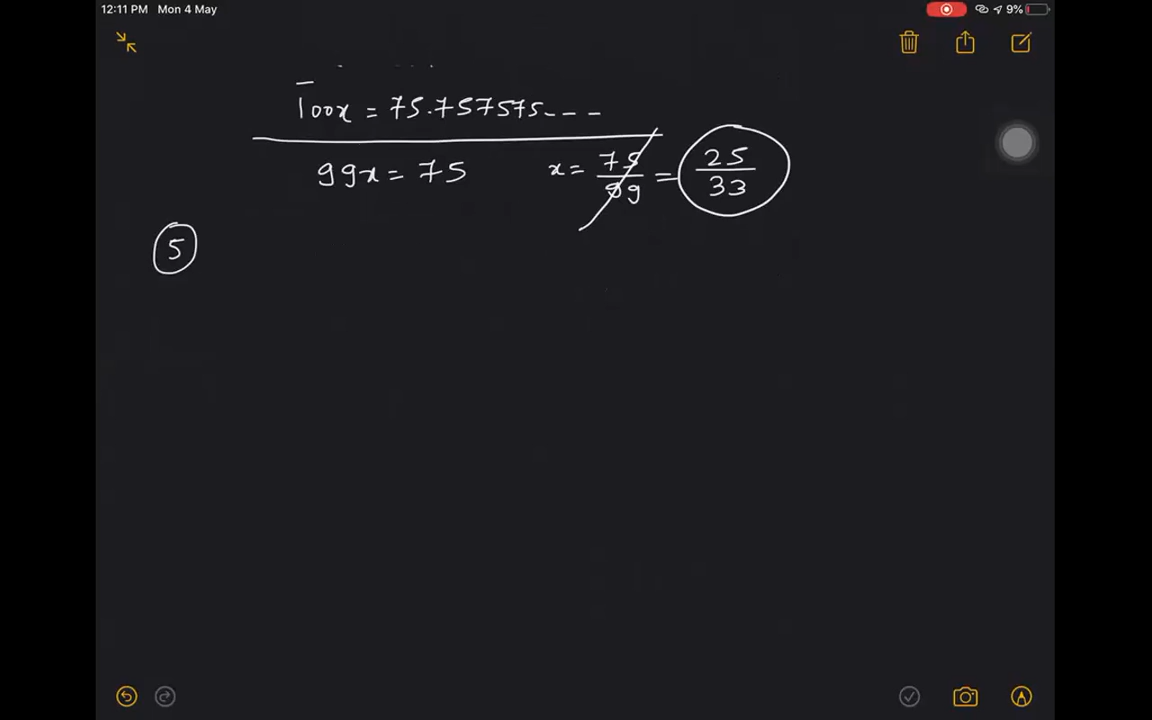 12:11 PM Mon 4 May 9%
100x = 75.757575---
99x = 75 x = 75/99 = 25/33
5